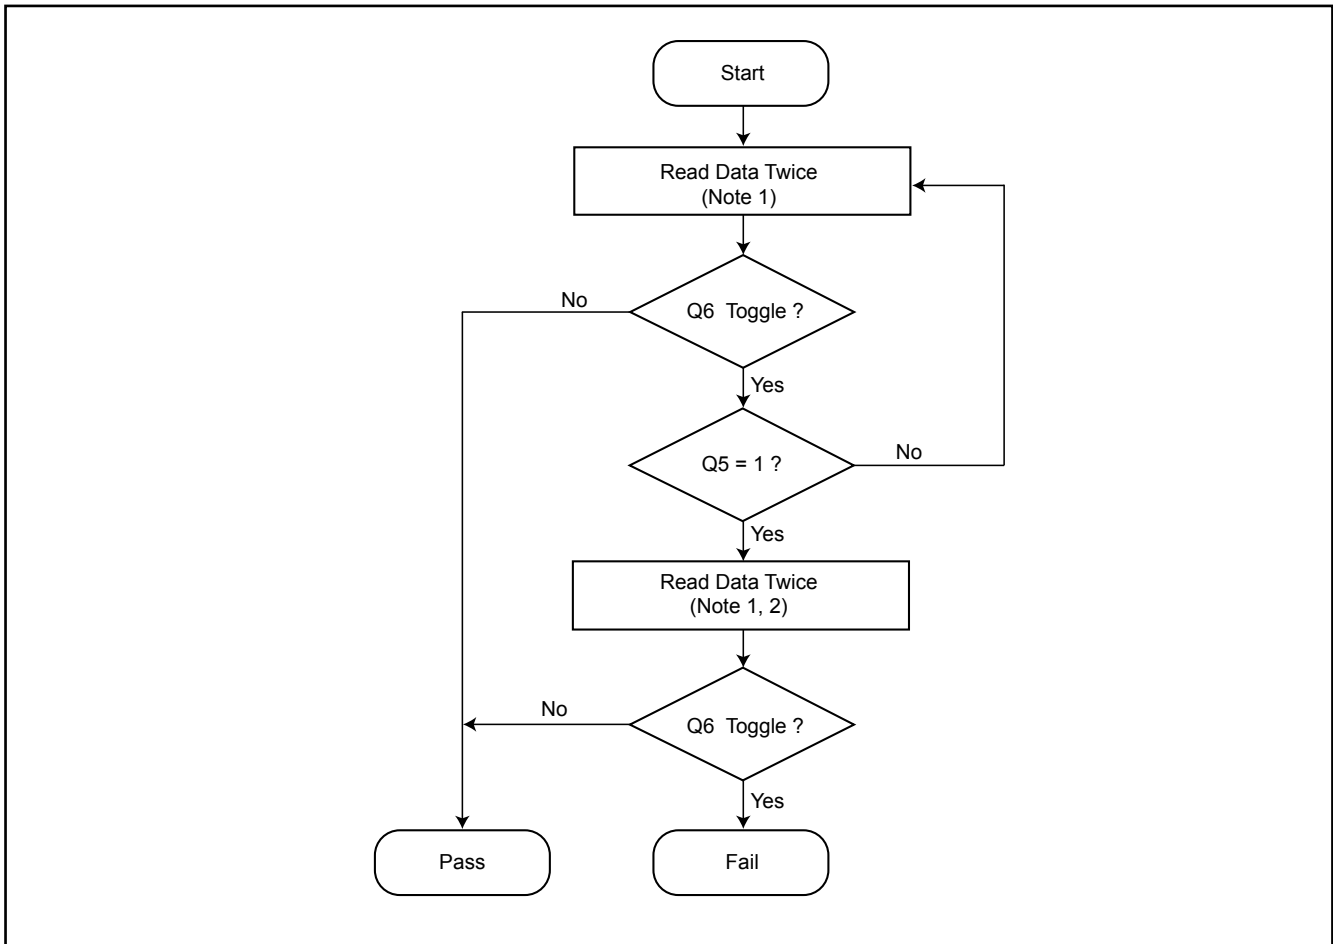 Start
Read Data Twice
(Note 1)
Q6 Toggle ?
No
Yes
Q5 = 1 ?
No
Yes
Read Data Twice
(Note 1, 2)
No
Q6 Toggle ?
Yes
Pass
Fail